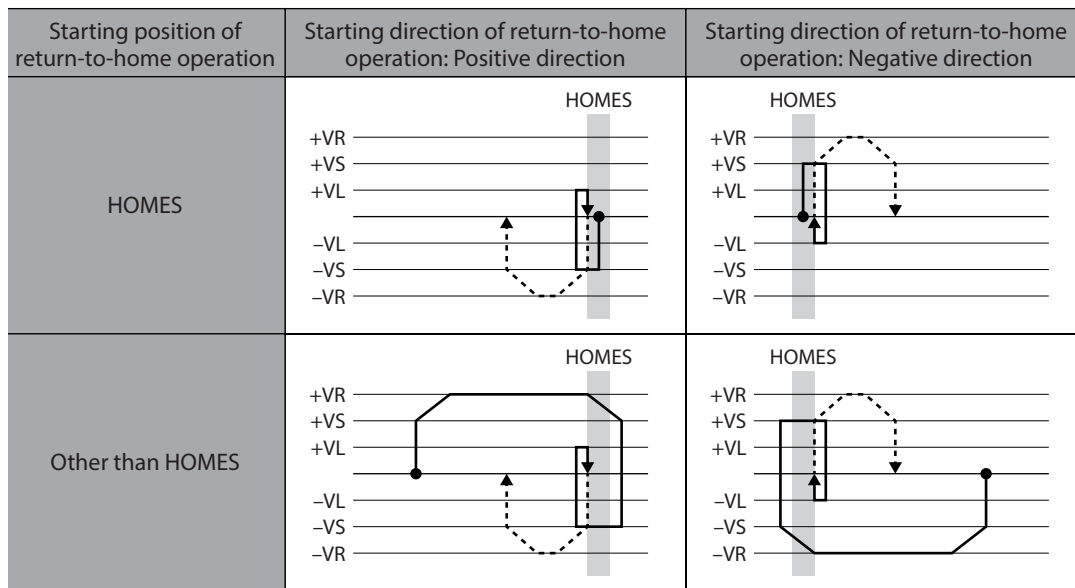 Starting position of
return-to-home operation
Starting direction of return-to-home
operation: Positive direction
Starting direction of return-to-home
operation: Negative direction
HOMES
HOMES
+VR
+VS
+VL
–VL
–VS
–VR
HOMES
+VR
+VS
+VL
–VL
–VS
–VR
Other than HOMES
HOMES
+VR
+VS
+VL
–VL
–VS
–VR
HOMES
+VR
+VS
+VL
–VL
–VS
–VR